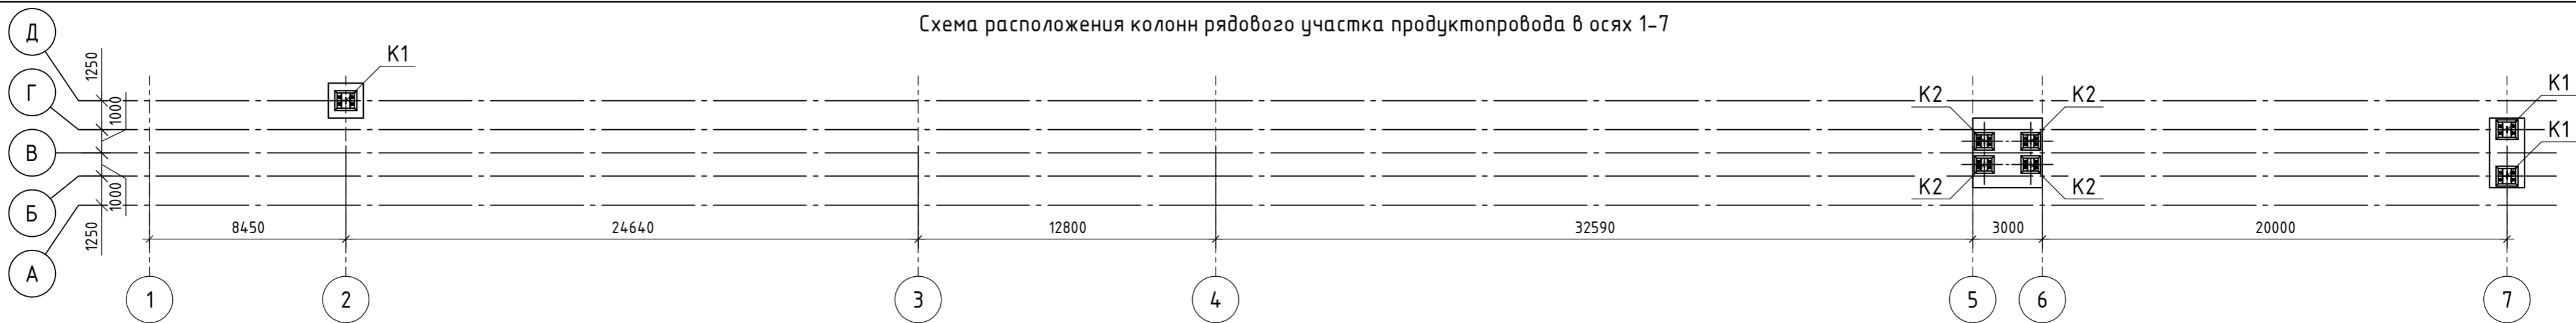 Схема расположения колонн рядового участка продуктопровода в осях 1-7
Д
1250
К1
К1
Г
1000
К2
К2
К1
В
Б
1000
К2
К2
1250
8450
24640
12800
32590
3000
20000
А
1
2
3
4
5
6
7